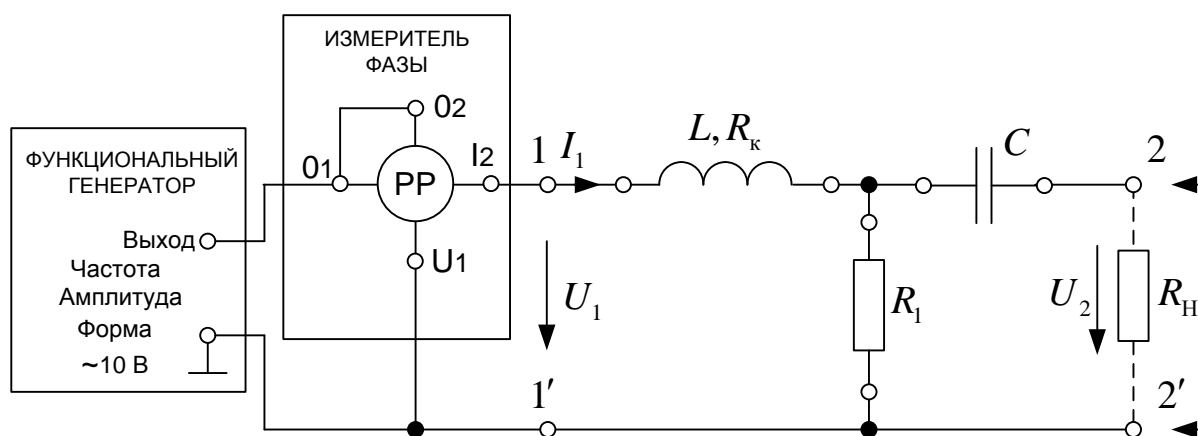 ФУНКЦИОНАЛЬНЫЙ
ГЕНЕРАТОР
Выход
Частота
Амплитуда
Форма
~10 В
ИЗМЕРИТЕЛЬ
ФАЗЫ
02
01
PP
I2
U1
1
I₁
L, Rк
C
2
U₁
R₁
U₂
RН
1′
2′